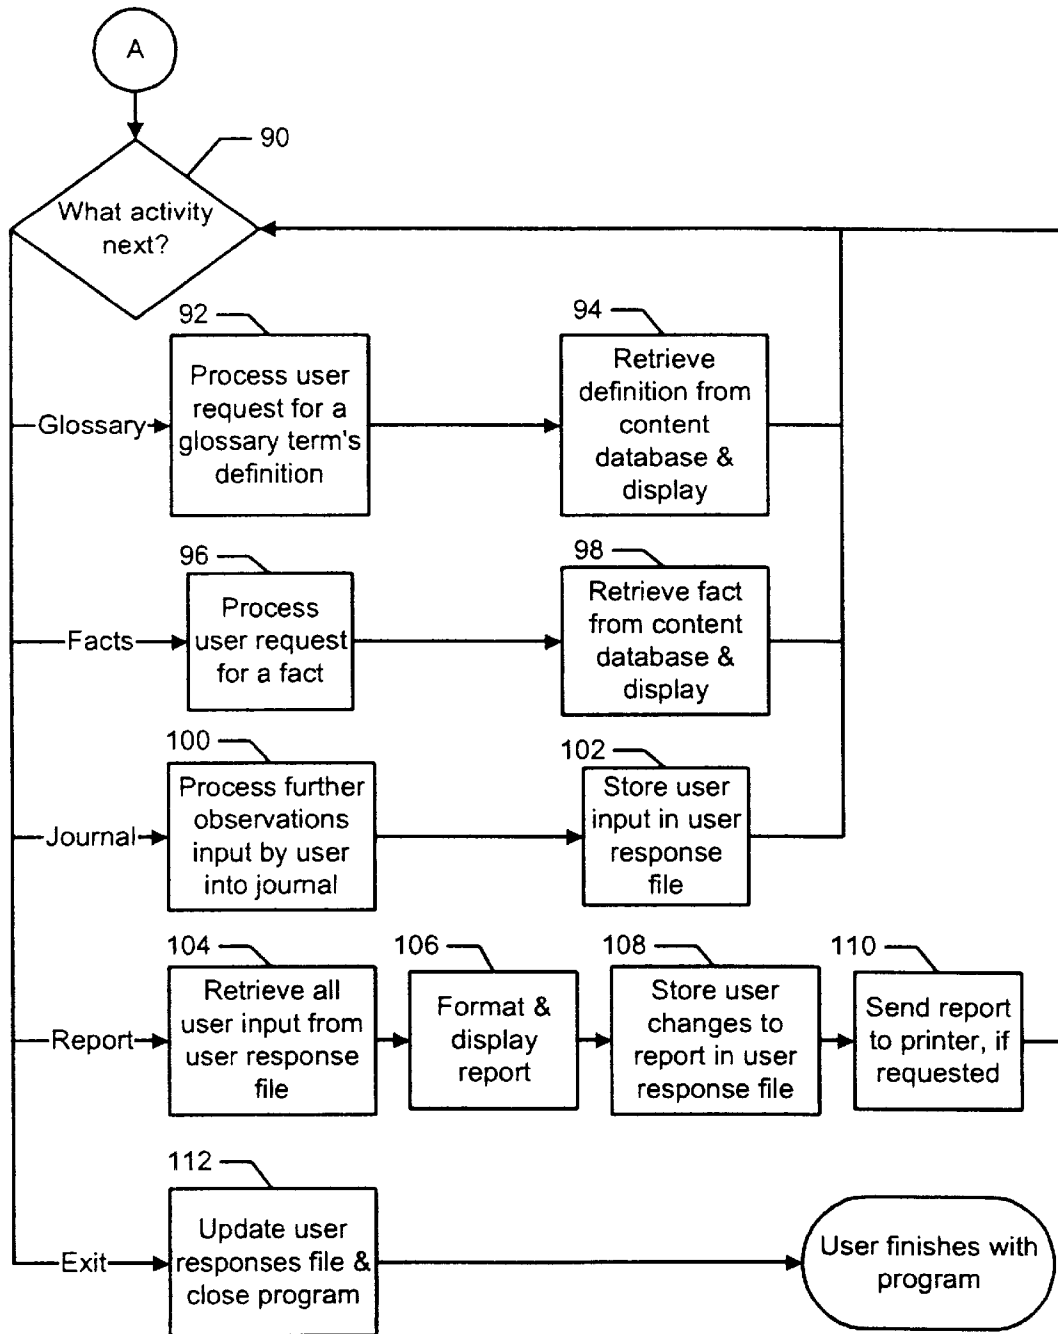 A
90
What activity
next?
92
Process user
request for a
glossary term's
definition
94
Retrieve
definition from
content
database &
display
Glossary
96
Process
user request
for a fact
98
Retrieve fact
from content
database &
display
Facts
100
Process further
observations
input by user
into journal
102
Store user
input in user
response
file
Journal
104
Retrieve all
user input from
user response
file
106
Format &
display
report
108
Store user
changes to
report in user
response file
110
Send report
to printer, if
requested
Report
112
Update user
responses file &
close program
Exit
User finishes with
program